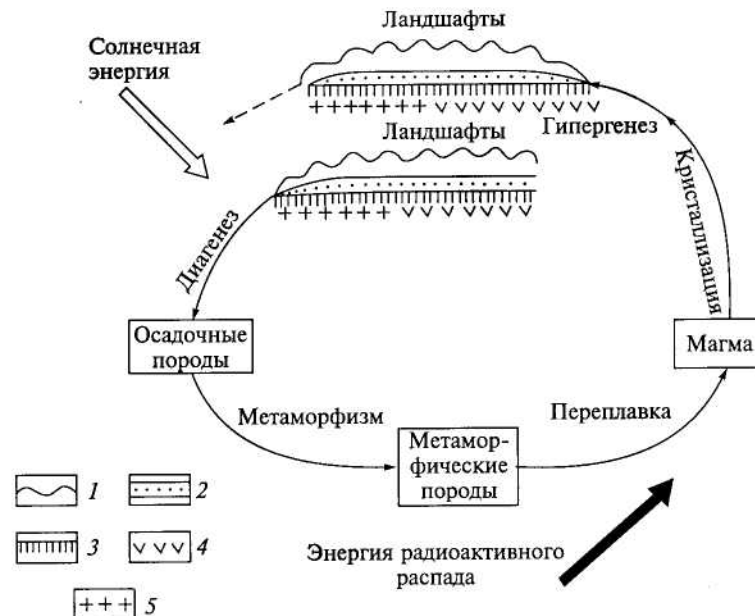 Ландшафты
Солнечная
энергия
Ландшафты
Гипергенез
Кристаллизация
Диагенез
Осадочные
породы
Магма
Метаморфизм
Переплавка
Метамор-
фические
породы
1
2
3
4
5
Энергия радиоактивного
распада